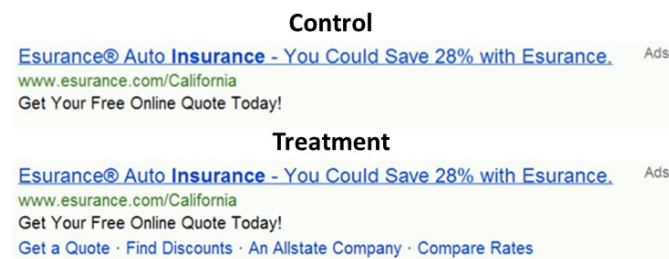 Control
Esurance® Auto Insurance - You Could Save 28% with Esurance. Ads
www.esurance.com/California
Get Your Free Online Quote Today!
Treatment
Esurance® Auto Insurance - You Could Save 28% with Esurance. Ads
www.esurance.com/California
Get Your Free Online Quote Today!
Get a Quote · Find Discounts · An Allstate Company · Compare Rates